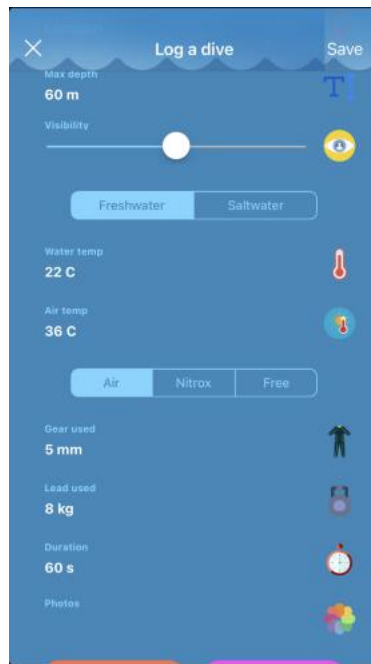 Log a dive
Save
Max depth
60 m
Visibility
Freshwater
Saltwater
Water temp
22 C
Air temp
36 C
Air
Nitrox
Free
Gear used
5 mm
Lead used
8 kg
Duration
60 s
Photos